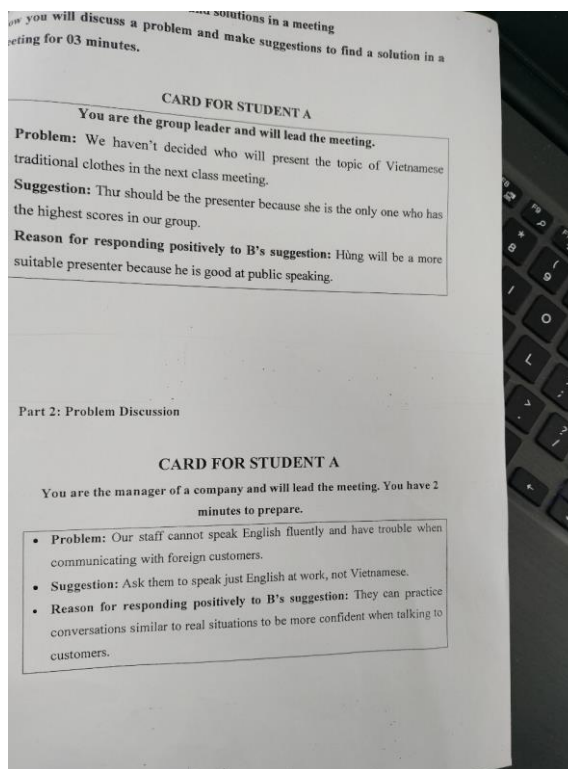 solutions in a meeting
you will discuss a problem and make suggestions to find a solution in a
eting for 03 minutes.
CARD FOR STUDENT A
You are the group leader and will lead the meeting.
Problem: We haven't decided who will present the topic of Vietnamese
traditional clothes in the next class meeting.
Suggestion: Thư should be the presenter because she is the only one who has
the highest scores in our group.
Reason for responding positively to B's suggestion: Hùng will be a more
suitable presenter because he is good at public speaking.
Part 2: Problem Discussion
CARD FOR STUDENT A
You are the manager of a company and will lead the meeting. You have 2
minutes to prepare.
• Problem: Our staff cannot speak English fluently and have trouble when
communicating with foreign customers.
• Suggestion: Ask them to speak just English at work, not Vietnamese.
• Reason for responding positively to B's suggestion: They can practice
conversations similar to real situations to be more confident when talking to
customers.
F8
F9
*
8
(
9
I
O
L
:
;
>
.
?
/